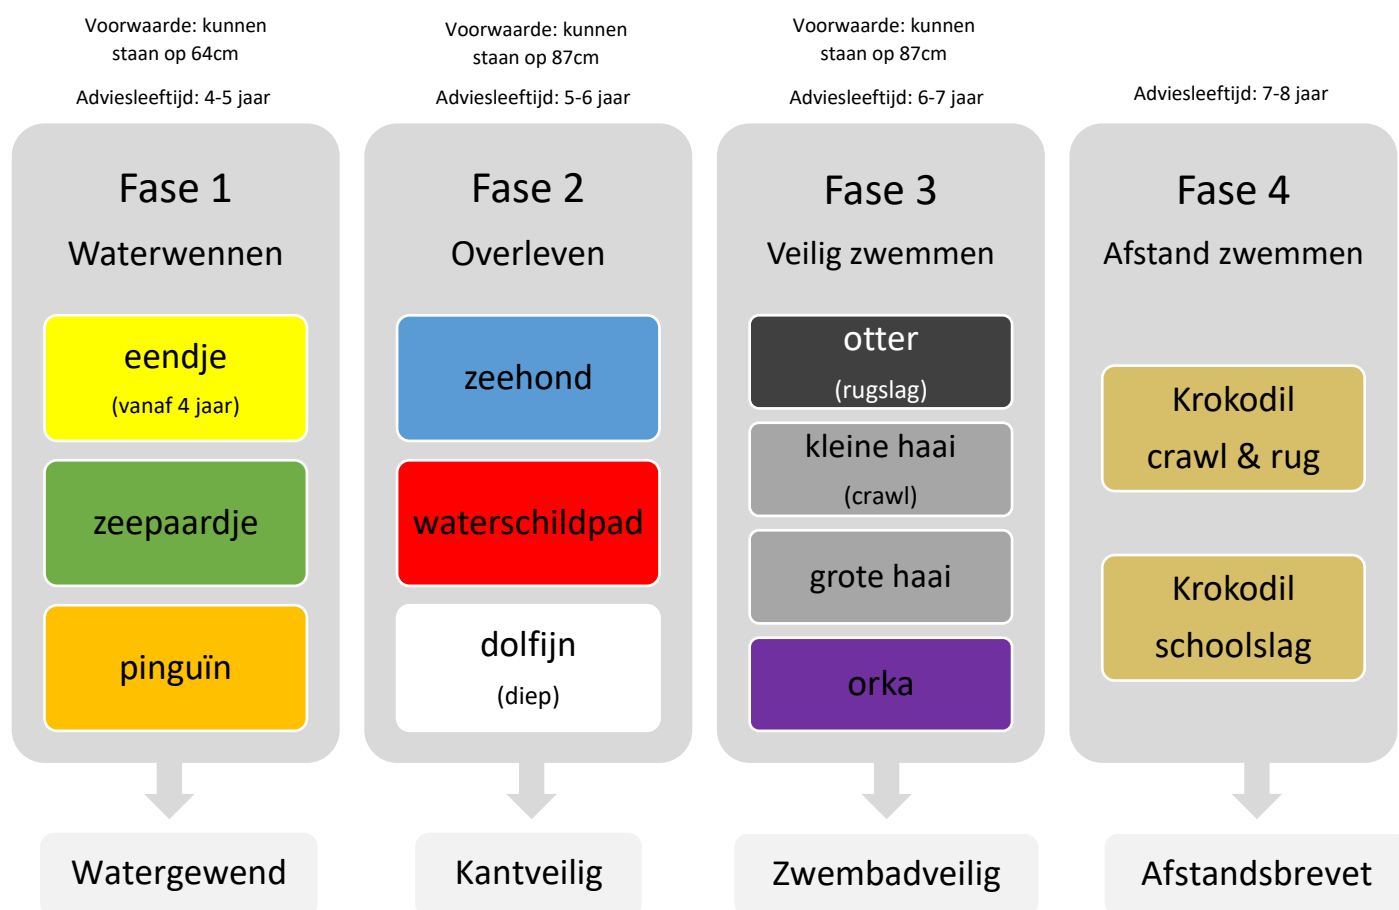 Voorwaarde: kunnen
staan op 64cm
Adviesleeftijd: 4-5 jaar
Fase 1
Waterwennen
eendje
(vanaf 4 jaar)
zeepaardje
pinguïn
Watergewend
Voorwaarde: kunnen
staan op 87cm
Adviesleeftijd: 5-6 jaar
Fase 2
Overleven
zeehond
waterschildpad
dolfijn
(diep)
Kantveilig
Voorwaarde: kunnen
staan op 87cm
Adviesleeftijd: 6-7 jaar
Fase 3
Veilig zwemmen
otter
(rugslag)
kleine haai
(crawl)
grote haai
orka
Zwembadveilig
Adviesleeftijd: 7-8 jaar
Fase 4
Afstand zwemmen
Krokodil
crawl & rug
Krokodil
schoolslag
Afstandsbrevet